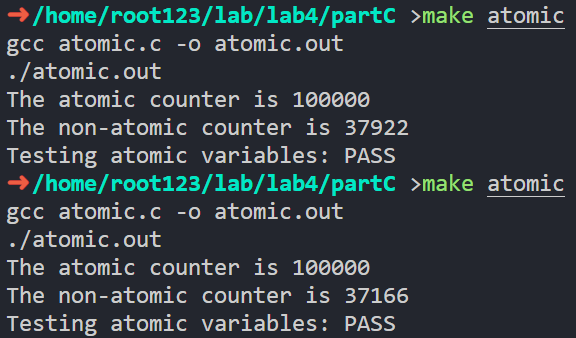 ➜/home/root123/lab/lab4/partC >make atomic
gcc atomic.c -o atomic.out
./atomic.out
The atomic counter is 100000
The non-atomic counter is 37922
Testing atomic variables: PASS
➜/home/root123/lab/lab4/partC >make atomic
gcc atomic.c -o atomic.out
./atomic.out
The atomic counter is 100000
The non-atomic counter is 37166
Testing atomic variables: PASS